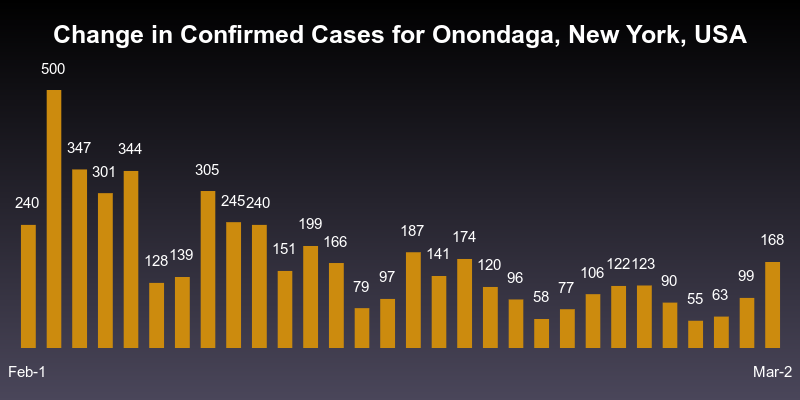 Change in Confirmed Cases for Onondaga, New York, USA
240 500 347 301 344 128 139 305 245 240 151 199 166 79 97 187 141 174 120 96 58 77 106 122 123 90 55 63 99 168
Feb-1 Mar-2